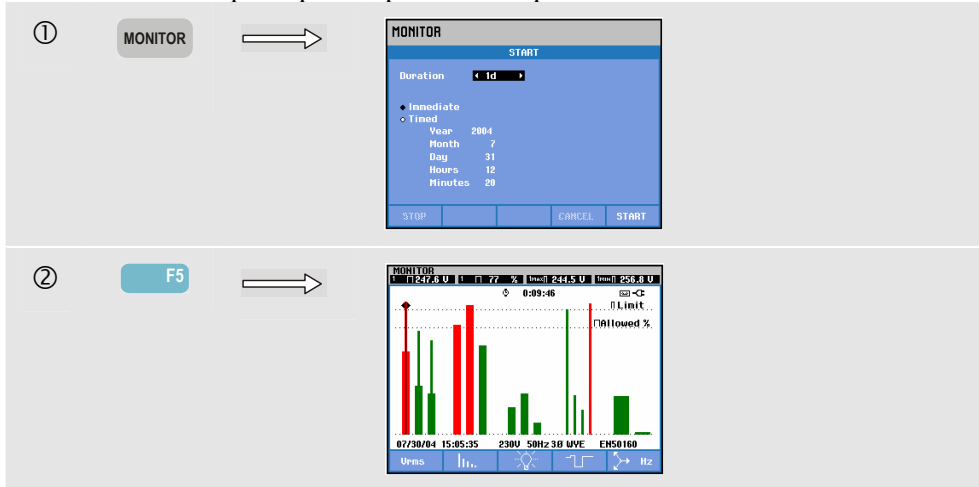 ①
MONITOR
MONITOR
START
Duration 1d
Immediate
Timed
Year 2004
Month 7
Day 31
Hours 12
Minutes 20
STOP CANCEL START
②
F5
MONITOR
247.6 V 77 % 244.5 V 256.8 V
0:09:46
Limit
Allowed %
07/30/04 15:05:35 230V 50Hz 3Ø WYE EN50160
Vrms Hz